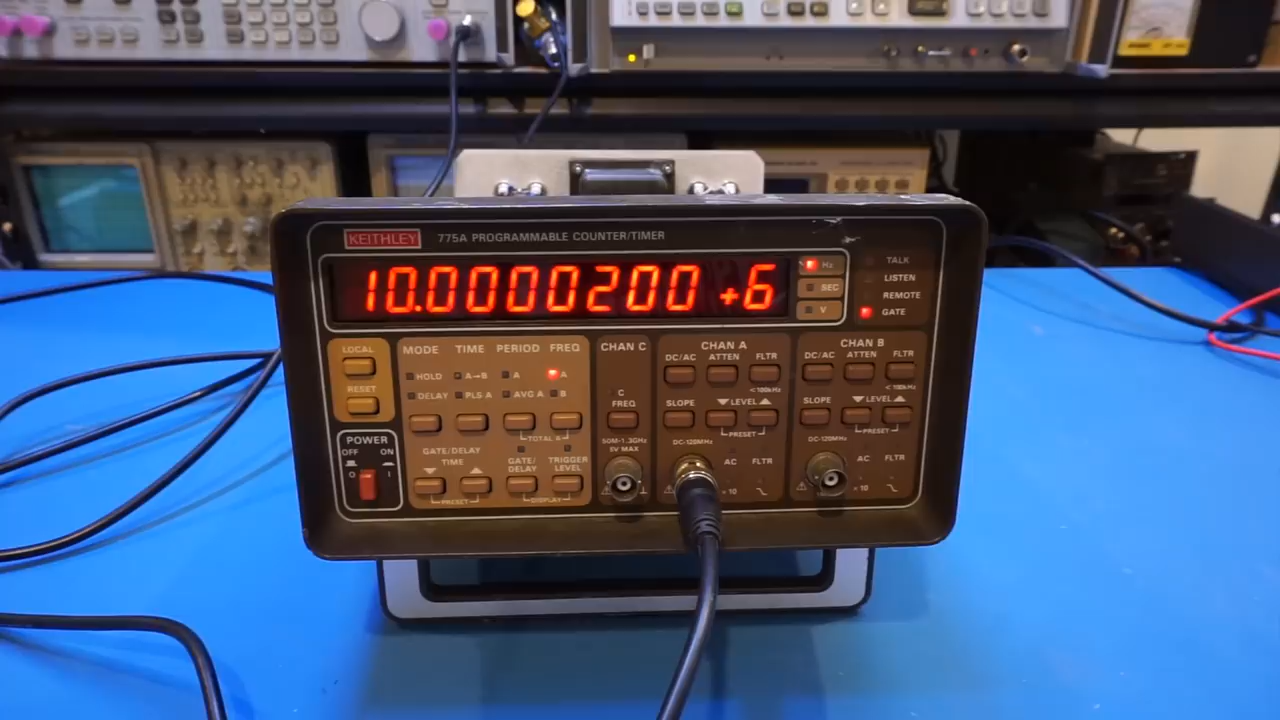 KEITHLEY 775A PROGRAMMABLE COUNTER/TIMER
10.0000200 +6
Hz
SEC
V
TALK
LISTEN
REMOTE
GATE
LOCAL
RESET
POWER
OFF ON
O I
MODE TIME PERIOD FREQ
HOLD A→B A A
DELAY PLS A AVG A B
TOTAL A
GATE/DELAY
TIME
GATE/
DELAY
TRIGGER
LEVEL
PRESET
DISPLAY
CHAN C
C
FREQ
50M-1.3GHz
5V MAX
CHAN A
DC/AC ATTEN FLTR
<100kHz
SLOPE LEVEL
PRESET
DC-120MHz
AC FLTR
×10
CHAN B
DC/AC ATTEN FLTR
<100kHz
SLOPE LEVEL
PRESET
DC-120MHz
AC FLTR
×10